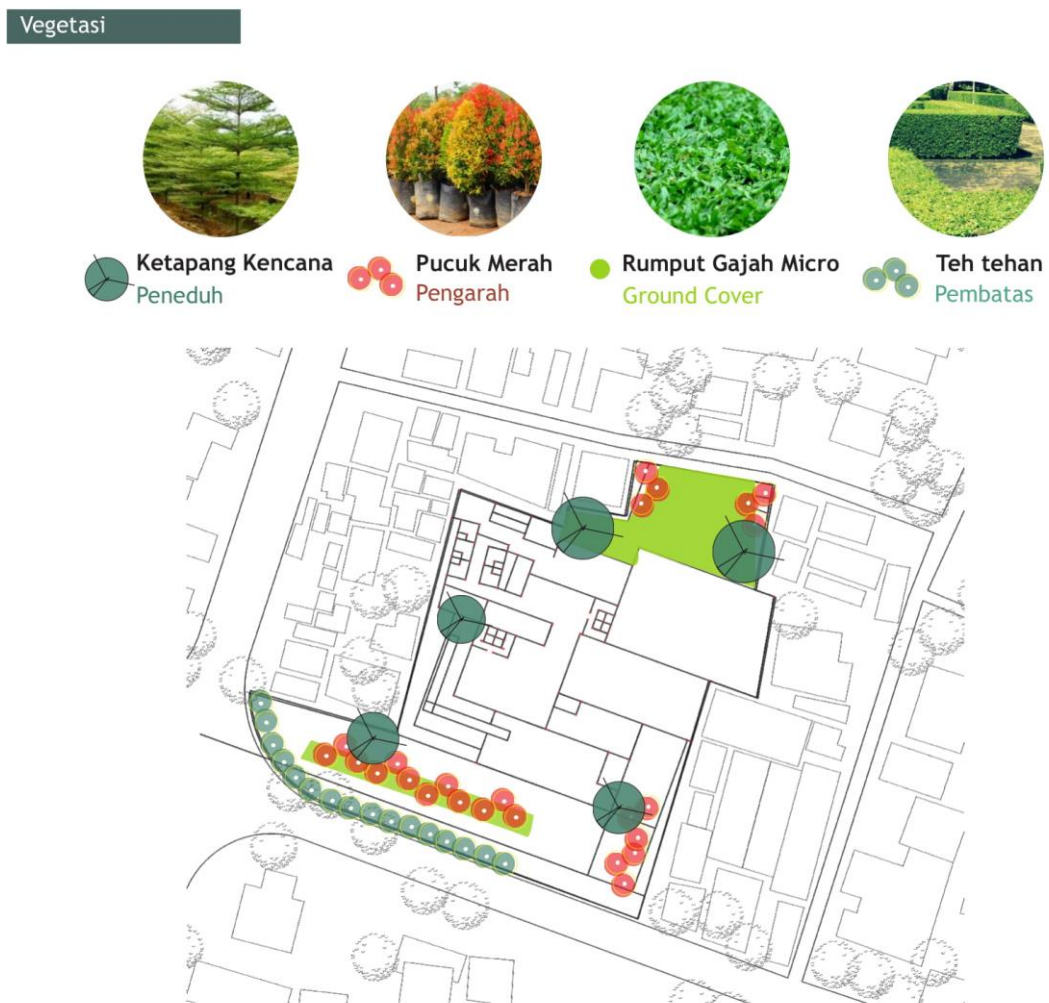 Vegetasi
Ketapang Kencana
Peneduh
Pucuk Merah
Pengarah
Rumput Gajah Micro
Ground Cover
Teh tehan
Pembatas